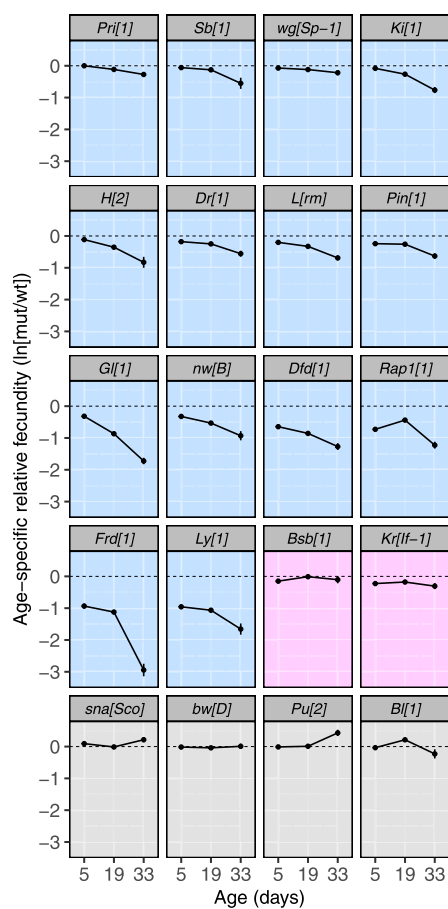 Pri[1] Sb[1] wg[Sp−1] Ki[1]
0
−1
−2
−3
H[2] Dr[1] L[rm] Pin[1]
0
−1
−2
−3
Gl[1] nw[B] Dfd[1] Rap1[1]
0
−1
−2
−3
Frd[1] Ly[1] Bsb[1] Kr[If−1]
0
−1
−2
−3
sna[Sco] bw[D] Pu[2] Bl[1]
0
−1
−2
−3
5 19 33 5 19 33 5 19 33 5 19 33
Age (days)
Age−specific relative fecundity (ln[mut/wt])